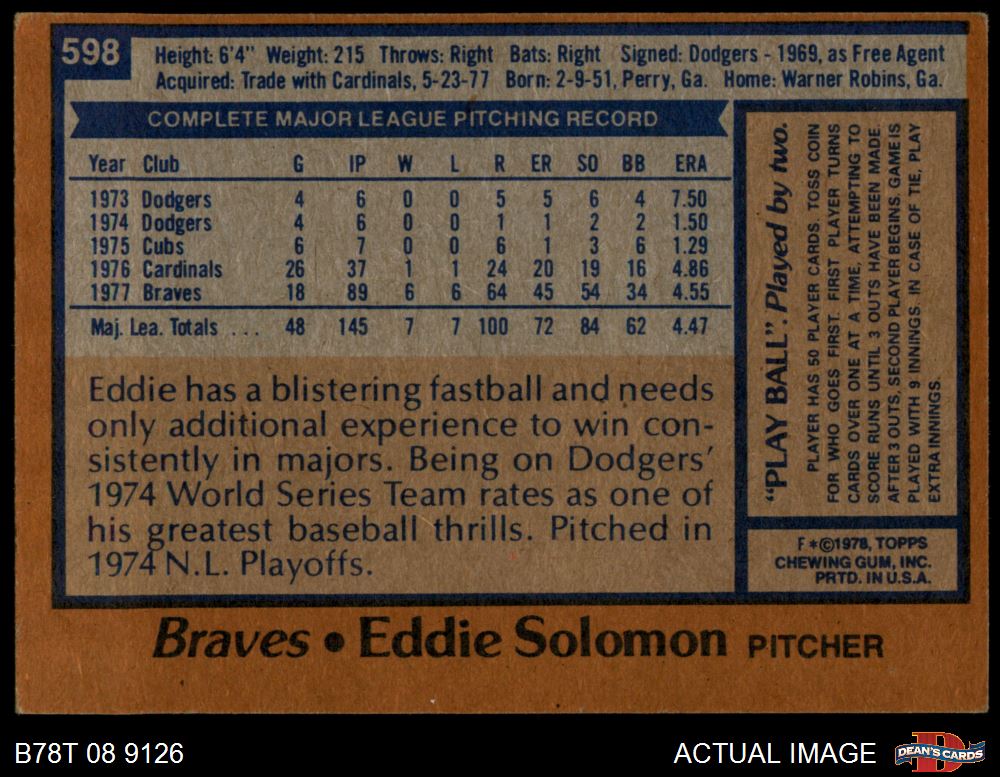 598
Height: 6'4" Weight: 215 Throws: Right Bats: Right Signed: Dodgers - 1969, as Free Agent
Acquired: Trade with Cardinals, 5-23-77 Born: 2-9-51, Perry, Ga. Home: Warner Robins, Ga.
COMPLETE MAJOR LEAGUE PITCHING RECORD
Year Club G IP W L R ER SO BB ERA
1973 Dodgers 4 6 0 0 5 5 6 4 7.50
1974 Dodgers 4 6 0 0 1 1 2 2 1.50
1975 Cubs 6 7 0 0 6 1 3 6 1.29
1976 Cardinals 26 37 1 1 24 20 19 16 4.86
1977 Braves 18 89 6 6 64 45 54 34 4.55
Maj. Lea. Totals ... 48 145 7 7 100 72 84 62 4.47
Eddie has a blistering fastball and needs
only additional experience to win con-
sistently in majors. Being on Dodgers'
1974 World Series Team rates as one of
his greatest baseball thrills. Pitched in
1974 N.L. Playoffs.
"PLAY BALL". Played by two.
PLAYER HAS 50 PLAYER CARDS. TOSS COIN
FOR WHO GOES FIRST. FIRST PLAYER TURNS
CARDS OVER ONE AT A TIME, ATTEMPTING TO
SCORE RUNS UNTIL 3 OUTS HAVE BEEN MADE.
AFTER 3 OUTS, SECOND PLAYER BEGINS. GAME IS
PLAYED WITH 9 INNINGS. IN CASE OF TIE, PLAY
EXTRA INNINGS.
F *©1978, TOPPS
CHEWING GUM, INC.
PRTD. IN U.S.A.
Braves • Eddie Solomon PITCHER
B78T 08 9126
ACTUAL IMAGE
DEAN'S CARDS